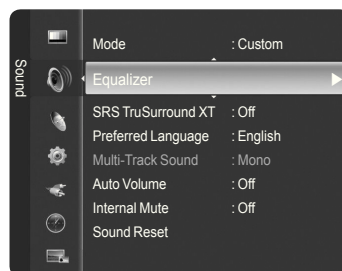 Sound
Mode : Custom
Equalizer
SRS TruSurround XT : Off
Preferred Language : English
Multi-Track Sound : Mono
Auto Volume : Off
Internal Mute : Off
Sound Reset